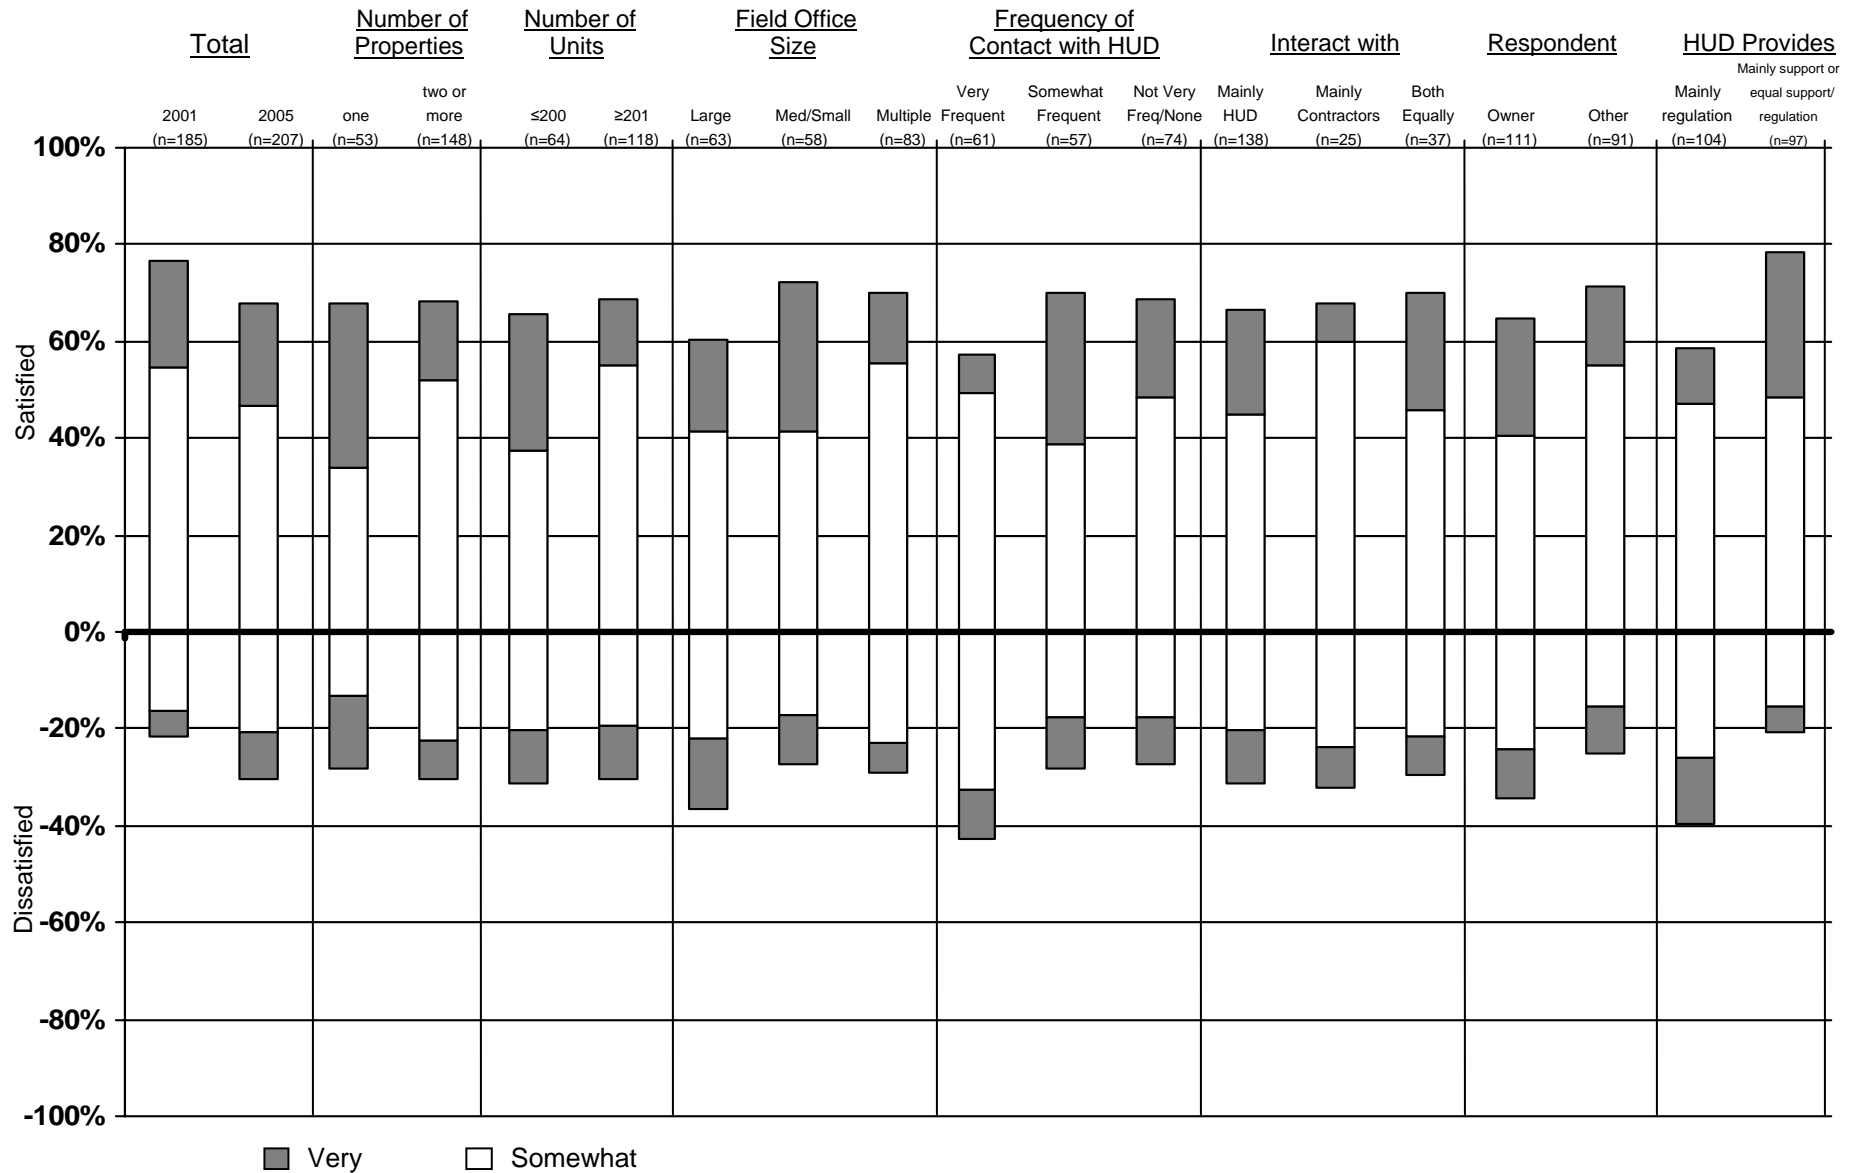 Total
Number of
Properties
Number of
Units
Field Office
Size
Frequency of
Contact with HUD
Interact with
Respondent
HUD Provides
2001
(n=185)
2005
(n=207)
one
(n=53)
two or
more
(n=148)
≤200
(n=64)
≥201
(n=118)
Large
(n=63)
Med/Small
(n=58)
Multiple
(n=83)
Very
Frequent
(n=61)
Somewhat
Frequent
(n=57)
Not Very
Freq/None
(n=74)
Mainly
HUD
(n=138)
Mainly
Contractors
(n=25)
Both
Equally
(n=37)
Owner
(n=111)
Other
(n=91)
Mainly
regulation
(n=104)
Mainly support or
equal support/
regulation
(n=97)
100%
80%
60%
40%
20%
0%
-20%
-40%
-60%
-80%
-100%
Satisfied
Dissatisfied
Very
Somewhat